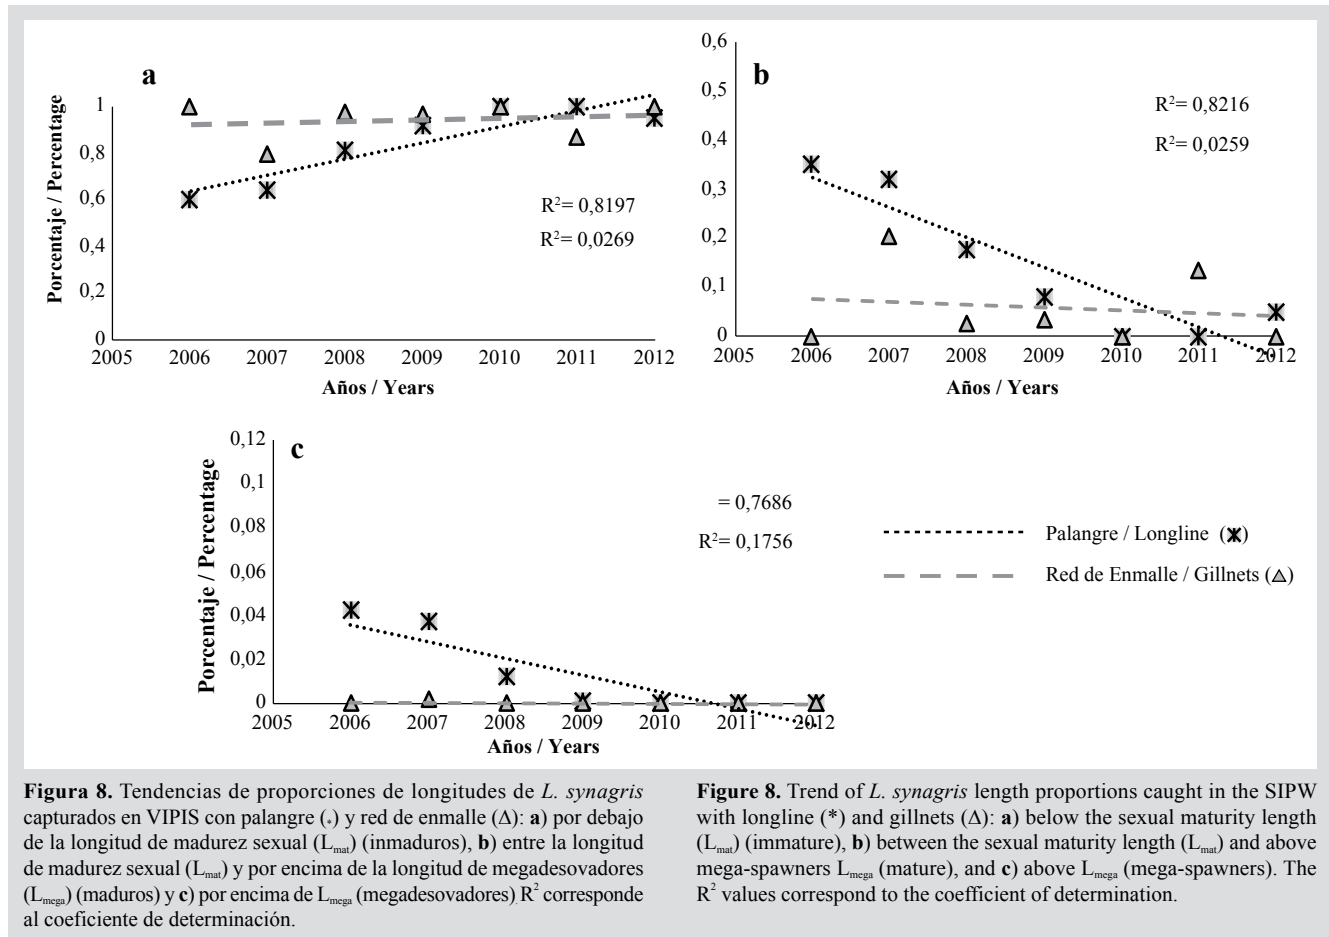 a
Porcentaje / Percentage
1
0,8
0,6
0,4
0,2
0
R²= 0,8197
R²= 0,0269
2005 2006 2007 2008 2009 2010 2011 2012
Años / Years
b
0,6
0,5
0,4
0,3
0,2
0,1
0
R²= 0,8216
R²= 0,0259
2005 2006 2007 2008 2009 2010 2011 2012
Años / Years
c
Porcentaje / Percentage
0,12
0,1
0,08
0,06
0,04
0,02
0
= 0,7686
R²= 0,1756
2005 2006 2007 2008 2009 2010 2011 2012
Años / Years
Palangre / Longline (ж)
Red de Enmalle / Gillnets (△)
Figura 8. Tendencias de proporciones de longitudes de L. synagris
capturados en VIPIS con palangre (*) y red de enmalle (Δ): a) por debajo
de la longitud de madurez sexual (Lmat) (inmaduros), b) entre la longitud
de madurez sexual (Lmat) y por encima de la longitud de megadesovadores
(Lmega) (maduros) y c) por encima de Lmega (megadesovadores). R² corresponde
al coeficiente de determinación.
Figure 8. Trend of L. synagris length proportions caught in the SIPW
with longline (*) and gillnets (Δ): a) below the sexual maturity length
(Lmat) (immature), b) between the sexual maturity length (Lmat) and above
mega-spawners Lmega (mature), and c) above Lmega (mega-spawners). The
R² values correspond to the coefficient of determination.